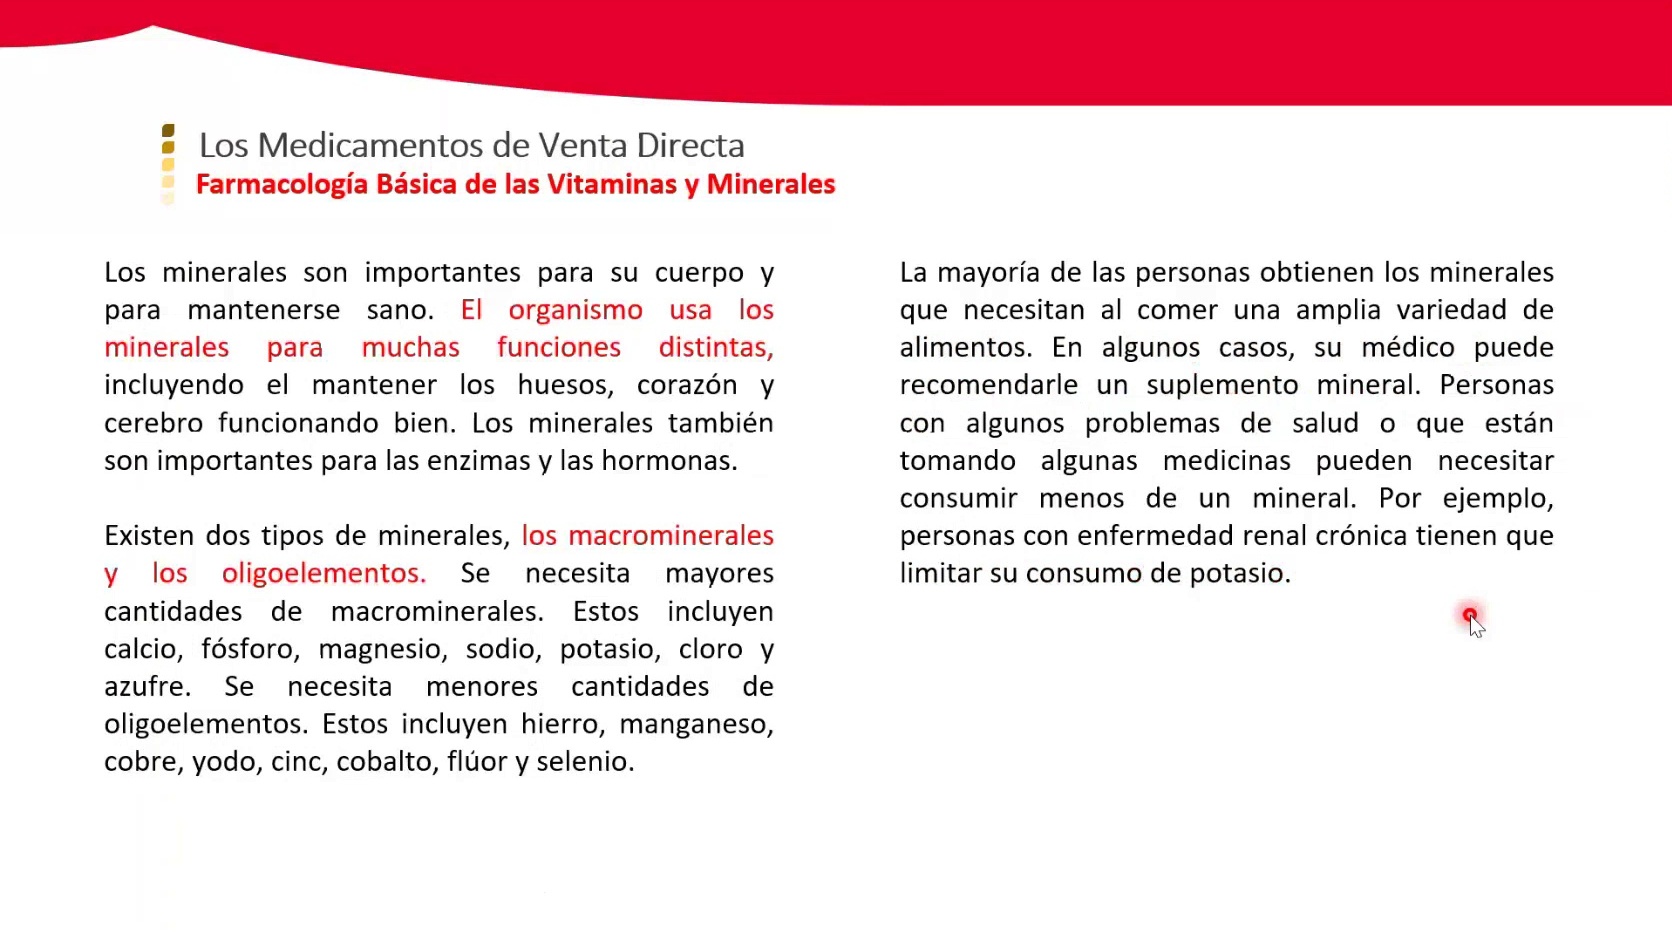 Los Medicamentos de Venta Directa
Farmacología Básica de las Vitaminas y Minerales
Los minerales son importantes para su cuerpo y
para mantenerse sano. El organismo usa los
minerales para muchas funciones distintas,
incluyendo el mantener los huesos, corazón y
cerebro funcionando bien. Los minerales también
son importantes para las enzimas y las hormonas.
Existen dos tipos de minerales, los macrominerales
y los oligoelementos. Se necesita mayores
cantidades de macrominerales. Estos incluyen
calcio, fósforo, magnesio, sodio, potasio, cloro y
azufre. Se necesita menores cantidades de
oligoelementos. Estos incluyen hierro, manganeso,
cobre, yodo, cinc, cobalto, flúor y selenio.
La mayoría de las personas obtienen los minerales
que necesitan al comer una amplia variedad de
alimentos. En algunos casos, su médico puede
recomendarle un suplemento mineral. Personas
con algunos problemas de salud o que están
tomando algunas medicinas pueden necesitar
consumir menos de un mineral. Por ejemplo,
personas con enfermedad renal crónica tienen que
limitar su consumo de potasio.